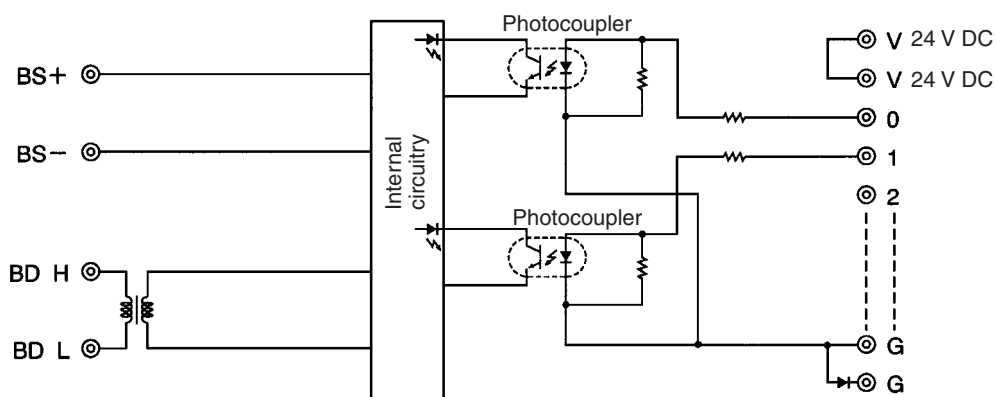 Photocoupler
V 24 V DC
BS+
V 24 V DC
0
BS−
1
Internal
circuitry
2
Photocoupler
BD H
BD L
G
G